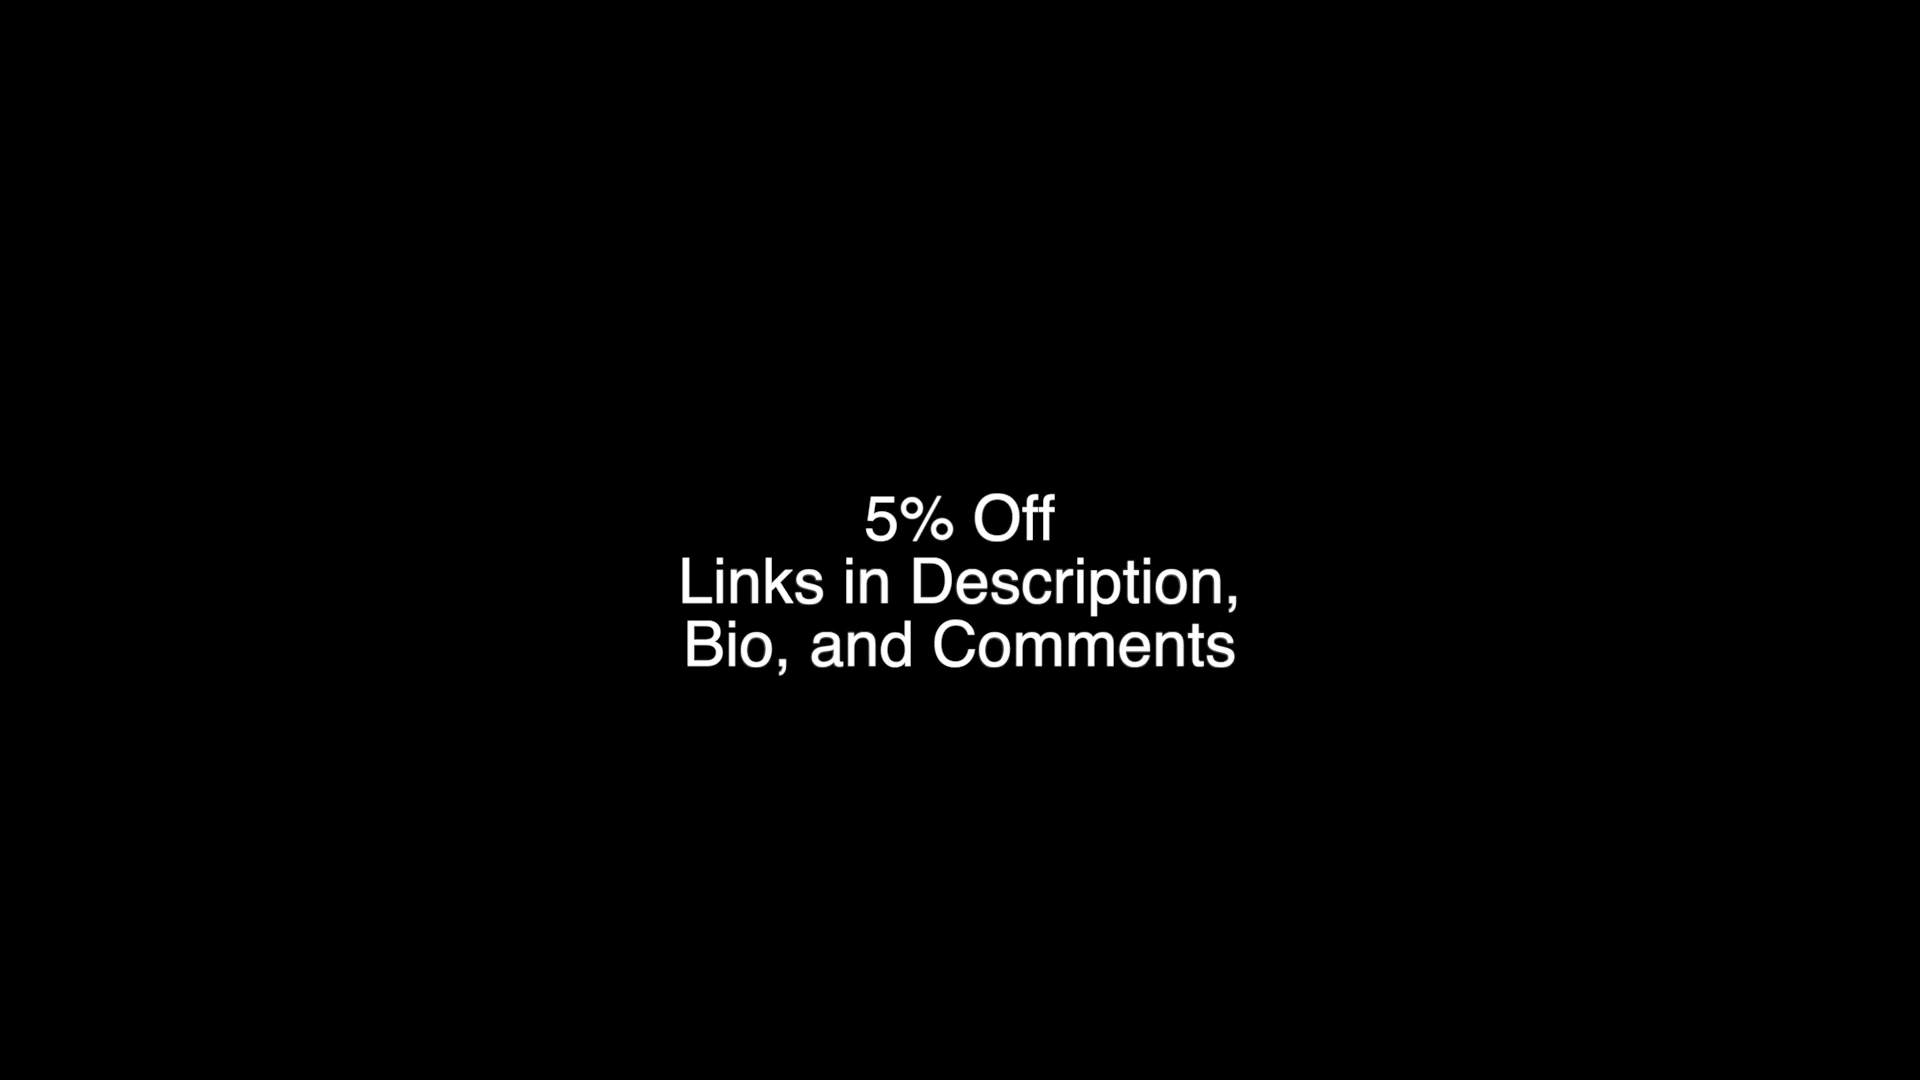 5% Off
Links in Description,
Bio, and Comments